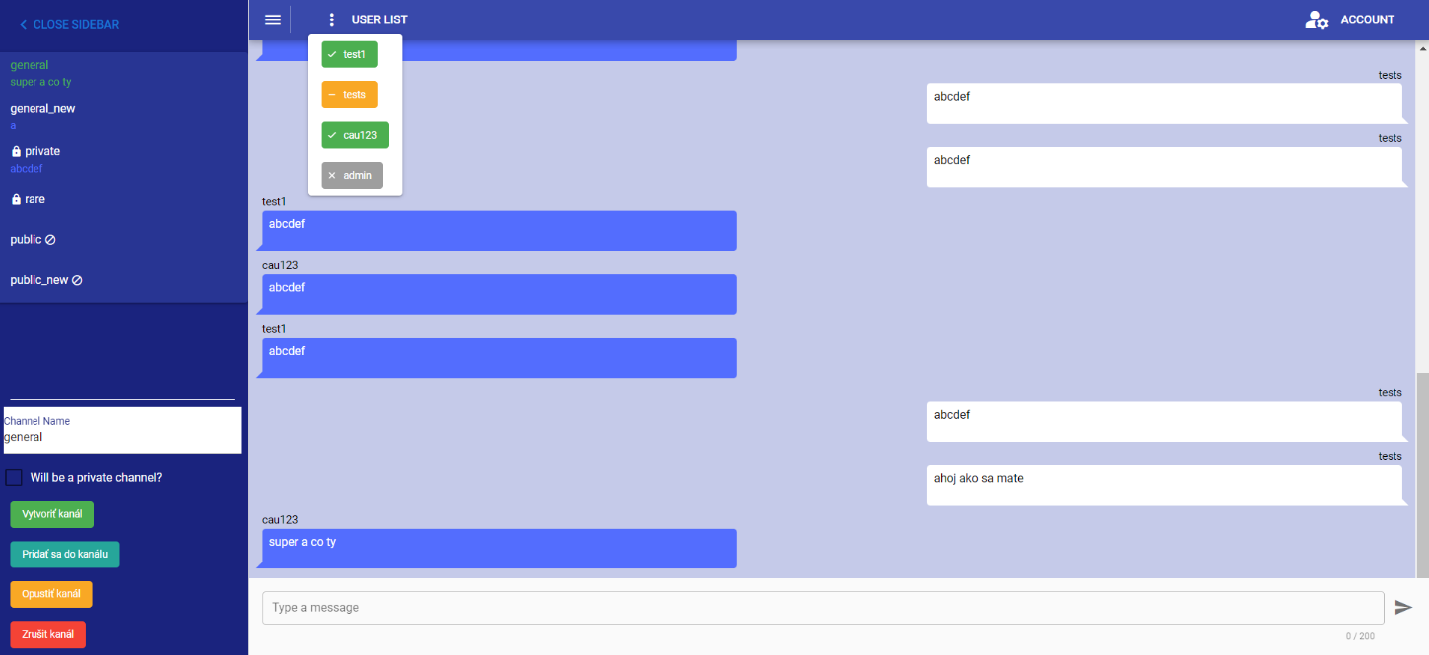 CLOSE SIDEBAR
general
super a co ty
general_new
a
private
abcdef
rare
public
public_new
Channel Name
general
Will be a private channel?
Vytvoriť kanál
Pridať sa do kanálu
Opustiť kanál
Zrušit kanál
USER LIST
ACCOUNT
test1
tests
cau123
admin
tests
abcdef
tests
abcdef
test1
abcdef
cau123
abcdef
test1
abcdef
tests
abcdef
tests
ahoj ako sa mate
cau123
super a co ty
Type a message
0 / 200